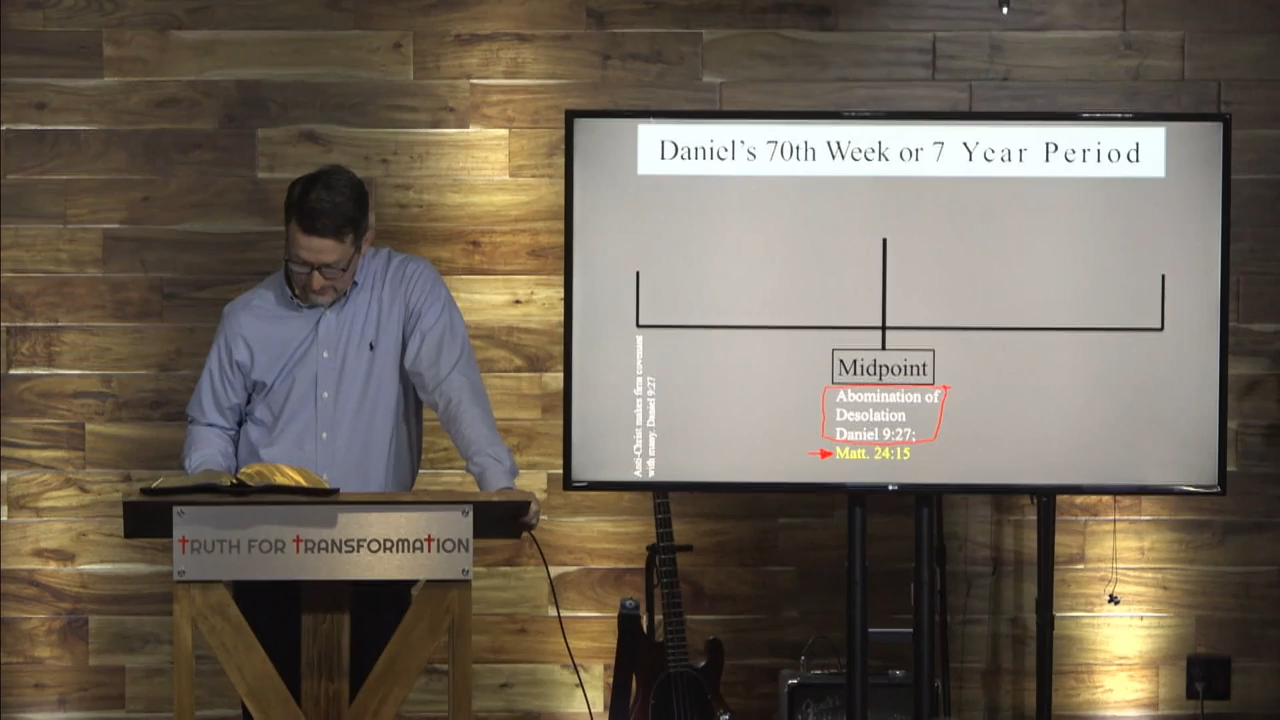 Daniel's 70th Week or 7 Year Period
Midpoint
Abomination of
Desolation
Daniel 9:27;
Matt. 24:15
Anti-Christ makes firm covenant
with many. Daniel 9:27
TRUTH FOR TRANSFORMATION